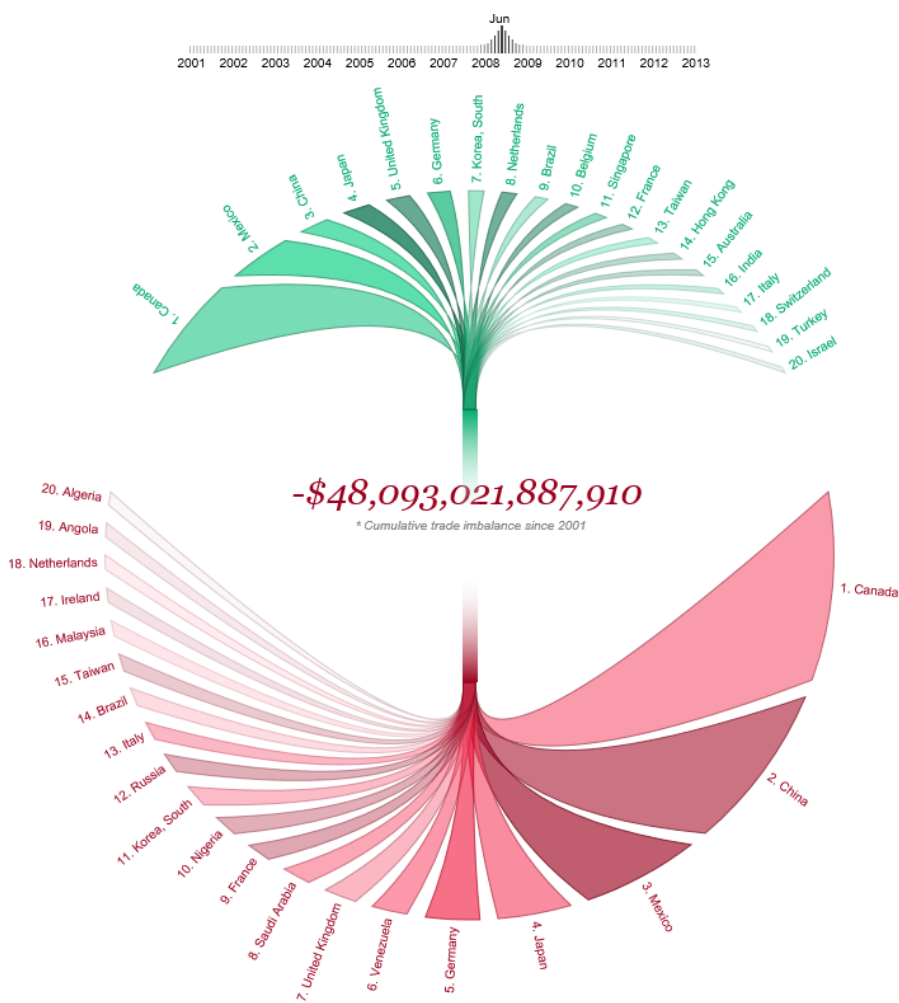 Jun
2001 2002 2003 2004 2005 2006 2007 2008 2009 2010 2011 2012 2013
1. Canada
2. Mexico
3. China
4. Japan
5. United Kingdom
6. Germany
7. Korea, South
8. Netherlands
9. Brazil
10. Belgium
11. Singapore
12. France
13. Taiwan
14. Hong Kong
15. Australia
16. India
17. Italy
18. Switzerland
19. Turkey
20. Israel
-$48,093,021,887,910
* Cumulative trade imbalance since 2001
1. Canada
2. China
3. Mexico
4. Japan
5. Germany
6. Venezuela
7. United Kingdom
8. Saudi Arabia
9. France
10. Nigeria
11. Korea, South
12. Russia
13. Italy
14. Brazil
15. Taiwan
16. Malaysia
17. Ireland
18. Netherlands
19. Angola
20. Algeria